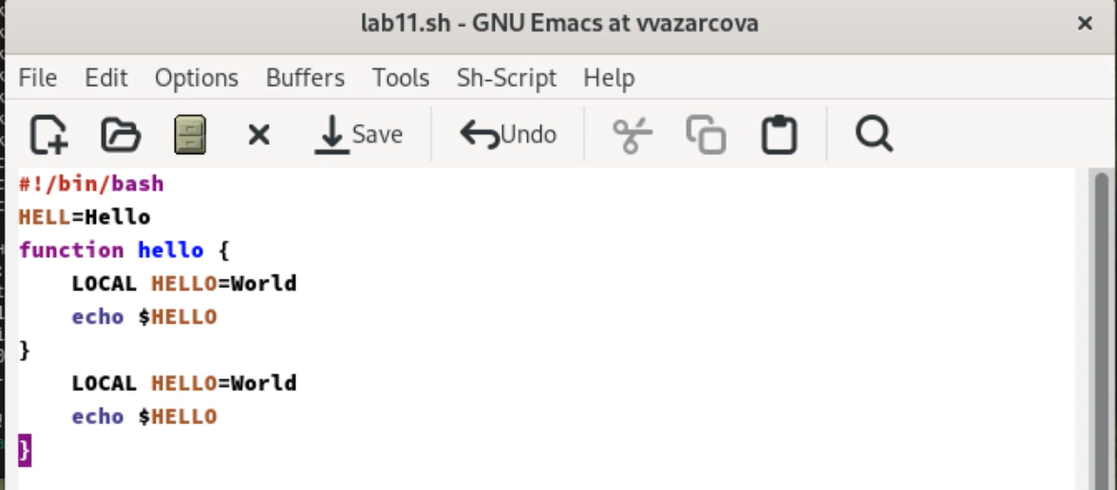 lab11.sh - GNU Emacs at vvazarcova
File Edit Options Buffers Tools Sh-Script Help
Save Undo
#!/bin/bash
HELL=Hello
function hello {
    LOCAL HELLO=World
    echo $HELLO
}
    LOCAL HELLO=World
    echo $HELLO
}